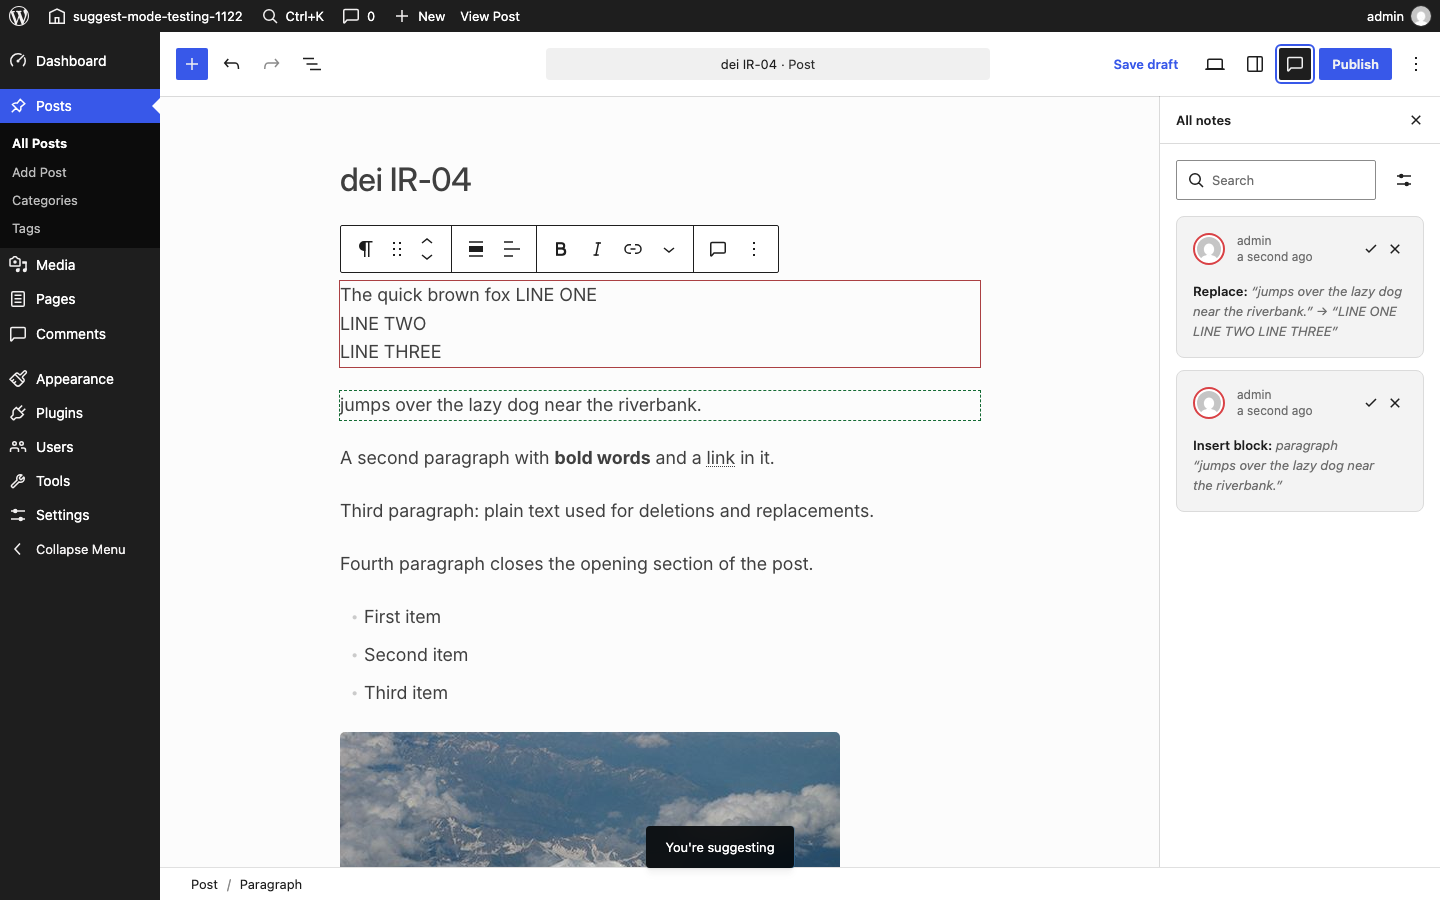 suggest-mode-testing-1122
Ctrl+K
0
New
View Post
admin
Dashboard
Posts
All Posts
Add Post
Categories
Tags
Media
Pages
Comments
Appearance
Plugins
Users
Tools
Settings
Collapse Menu
dei IR-04 · Post
Save draft
Publish
dei IR-04
B I
The quick brown fox LINE ONE
LINE TWO
LINE THREE
jumps over the lazy dog near the riverbank.
A second paragraph with bold words and a link in it.
Third paragraph: plain text used for deletions and replacements.
Fourth paragraph closes the opening section of the post.
• First item
• Second item
• Third item
You're suggesting
Post / Paragraph
All notes
Search
admin
a second ago
Replace: “jumps over the lazy dog
near the riverbank.” → “LINE ONE
LINE TWO LINE THREE”
admin
a second ago
Insert block: paragraph
“jumps over the lazy dog near
the riverbank.”